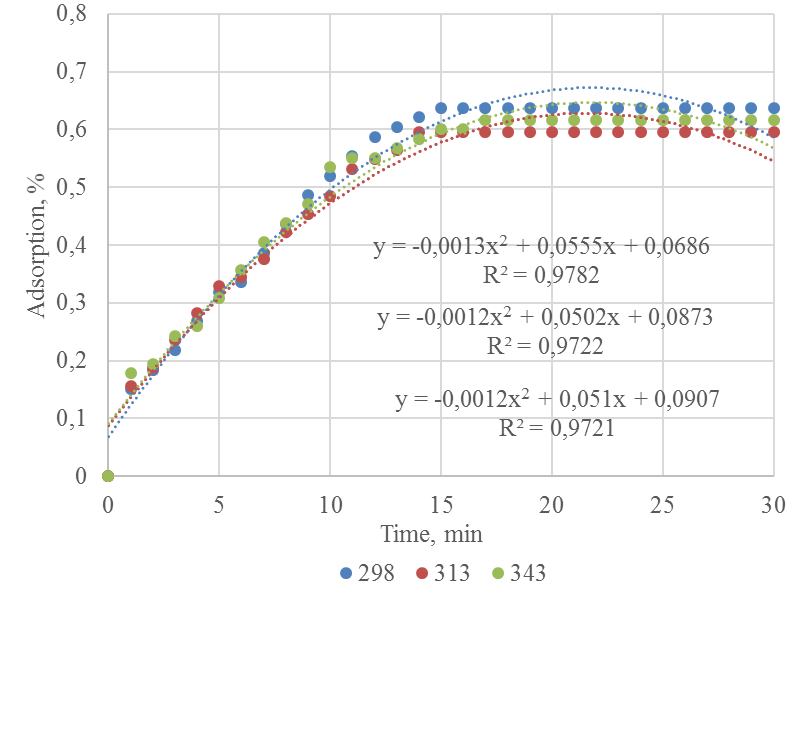 0,8
0,7
0,6
0,5
0,4
0,3
0,2
0,1
0
Adsorption, %
y = -0,0013x² + 0,0555x + 0,0686
R² = 0,9782
y = -0,0012x² + 0,0502x + 0,0873
R² = 0,9722
y = -0,0012x² + 0,051x + 0,0907
R² = 0,9721
0 5 10 15 20 25 30
Time, min
298 313 343